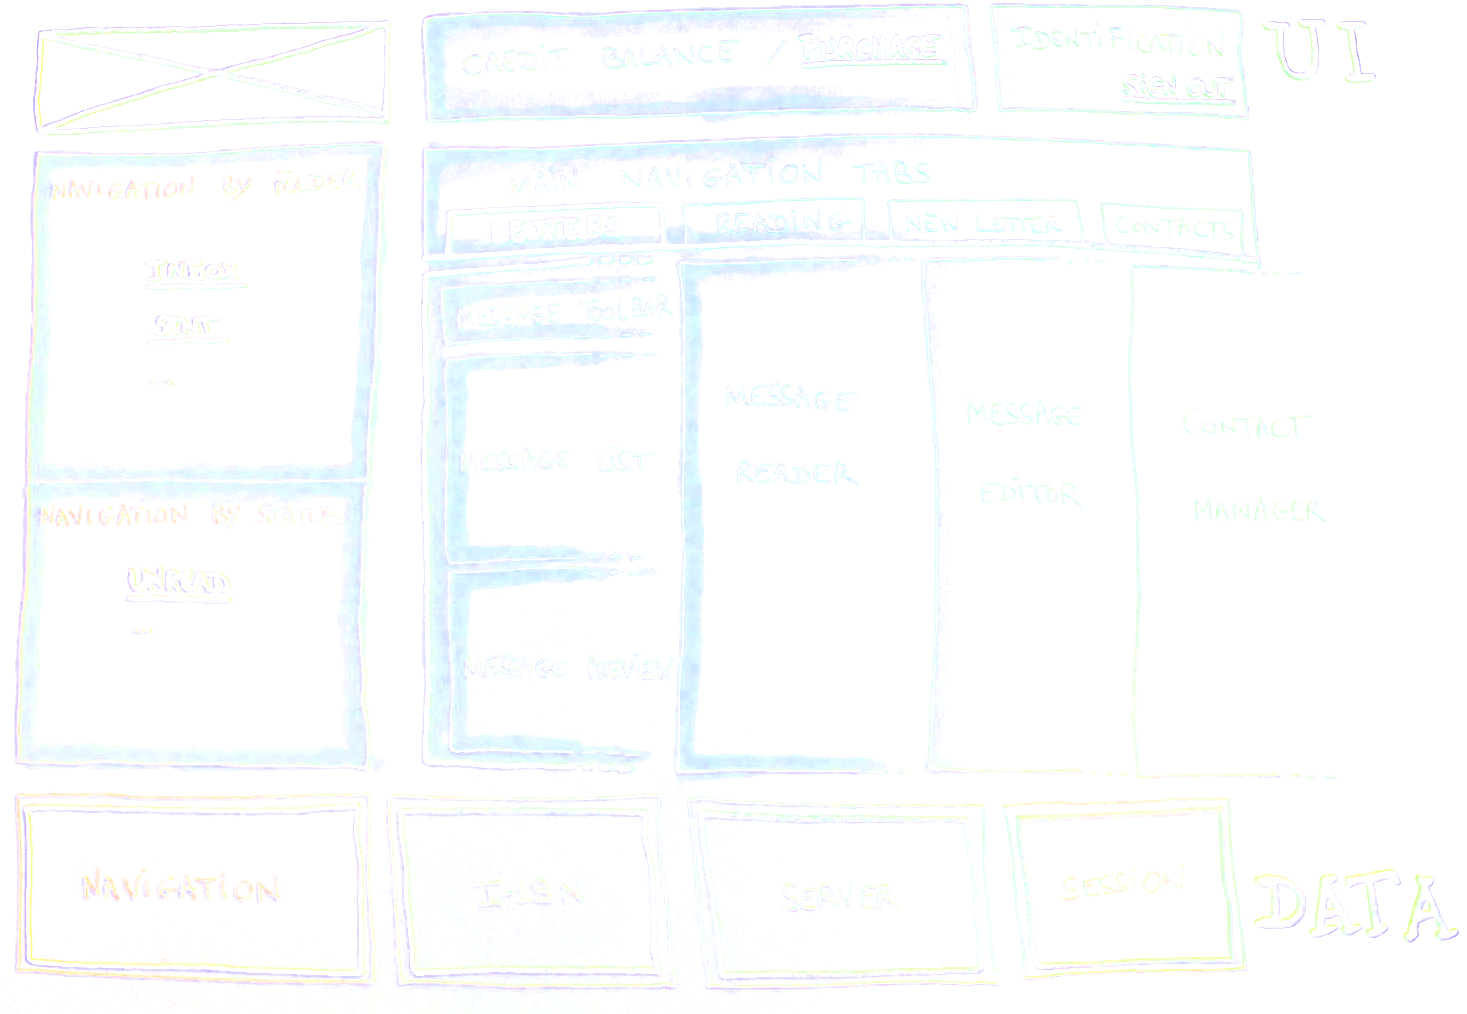 CREDIT BALANCE / PURCHASE
IDENTIFICATION
SIGN OUT
UI
NAVIGATION BY FOLDER
INBOX
SENT
...
NAVIGATION BY STATUS
UNREAD
...
MAIN NAVIGATION TABS
LETTERS
READING
NEW LETTER
CONTACTS
MESSAGE TOOLBAR
MESSAGE LIST
MESSAGE REVIEW
MESSAGE
READER
MESSAGE
EDITOR
CONTACT
MANAGER
NAVIGATION
SERVER
SESSION
DATA